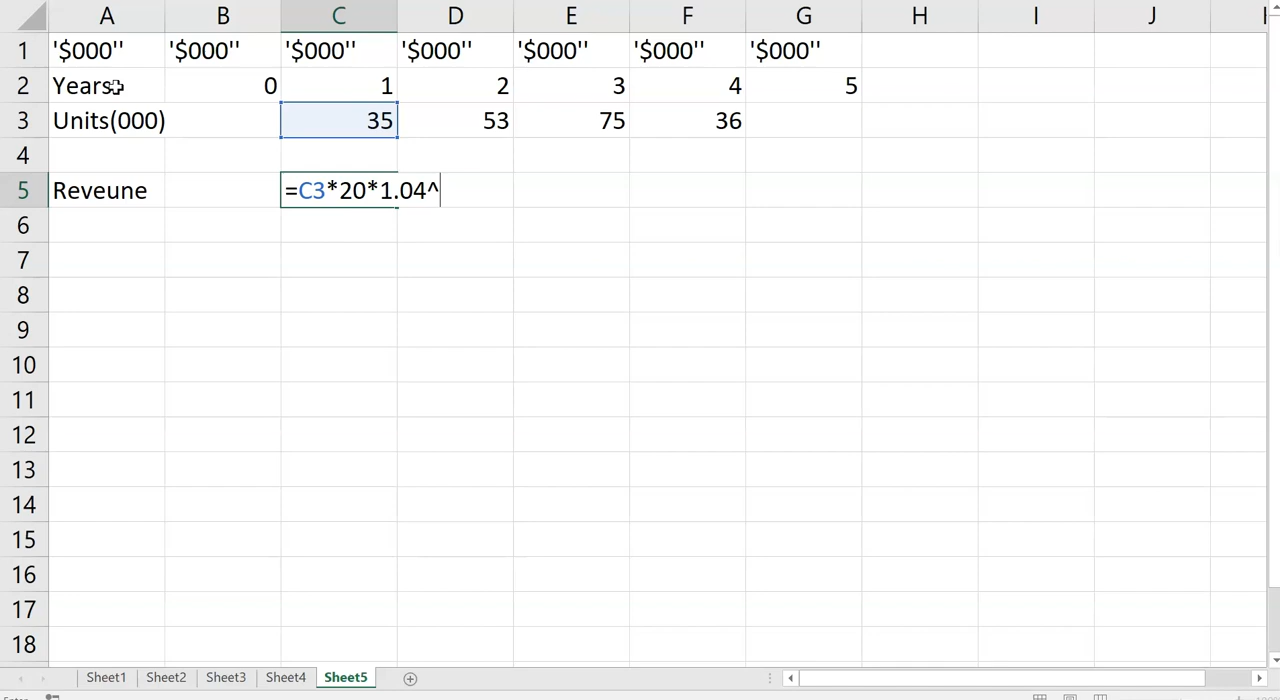 A B C D E F G H I J
1 '$000'' '$000'' '$000'' '$000'' '$000'' '$000'' '$000''
2 Years 0 1 2 3 4 5
3 Units(000) 35 53 75 36
4
5 Reveune =C3*20*1.04^
6
7
8
9
10
11
12
13
14
15
16
17
18
Sheet1 Sheet2 Sheet3 Sheet4 Sheet5